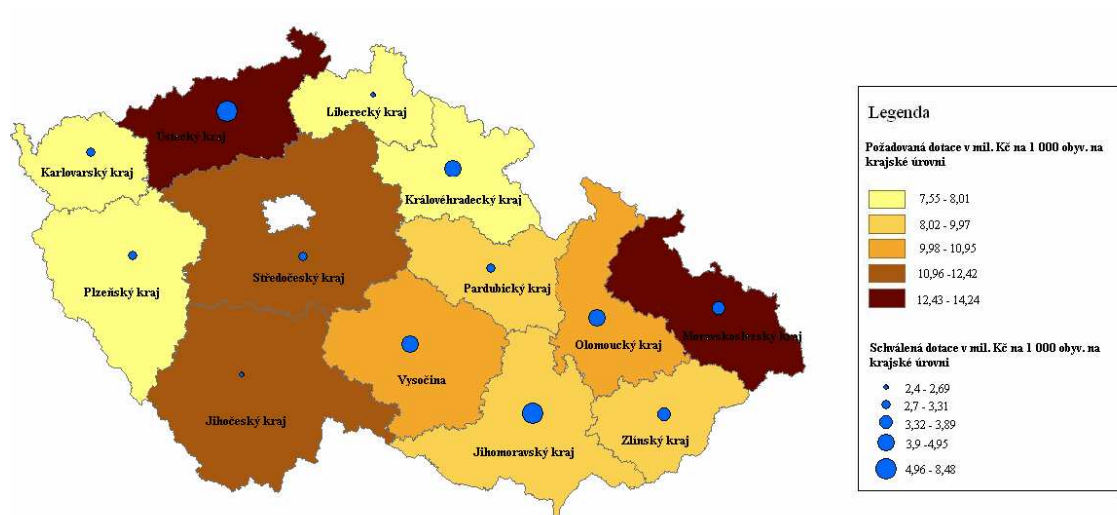 Liberecký kraj
Ústecký kraj
Karlovarský kraj
Královéhradecký kraj
Středočeský kraj
Plzeňský kraj
Pardubický kraj
Moravskoslezský kraj
Olomoucký kraj
Vysočina
Jihočeský kraj
Zlínský kraj
Jihomoravský kraj
Legenda
Požadovaná dotace v mil. Kč na 1 000 obyv. na
krajské úrovni
7,55 - 8,01
8,02 - 9,97
9,98 - 10,95
10,96 -12,42
12,43 - 14,24
Schválená dotace v mil. Kč na 1 000 obyv. na
krajské úrovni
2,4 - 2,69
2,7 - 3,31
3,32 - 3,89
3,9 -4,95
4,96 - 8,48